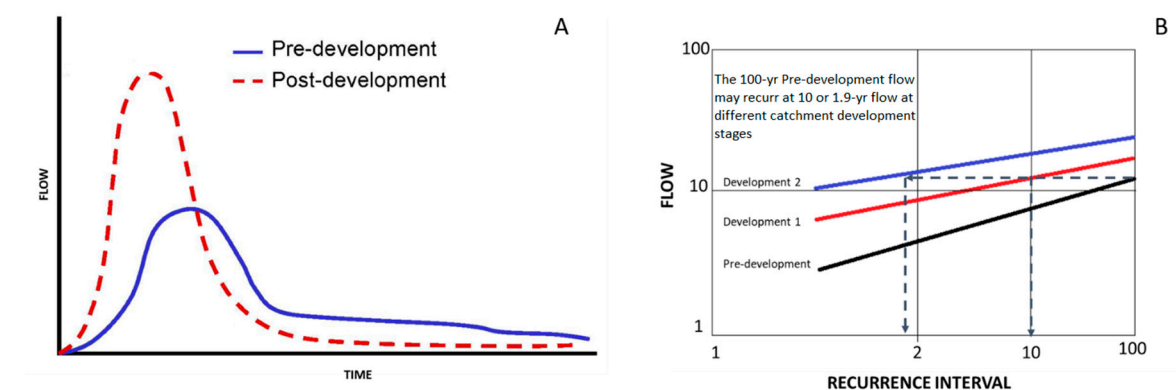 A
Pre-development
Post-development
FLOW
TIME
B
100
The 100-yr Pre-development flow
may recurr at 10 or 1.9-yr flow at
different catchment development
stages
FLOW
Development 2
10
Development 1
Pre-development
1
1 2 10 100
RECURRENCE INTERVAL